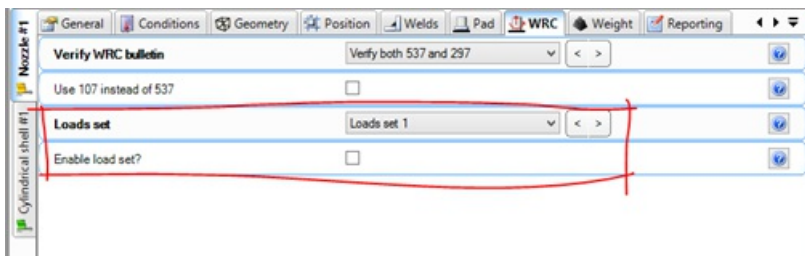 General Conditions Geometry Position Welds Pad WRC Weight Reporting
Nozzle #1
Verify WRC bulletin Verify both 537 and 297 < >
Use 107 instead of 537
Cylindrical shell #1
Loads set Loads set 1 < >
Enable load set?